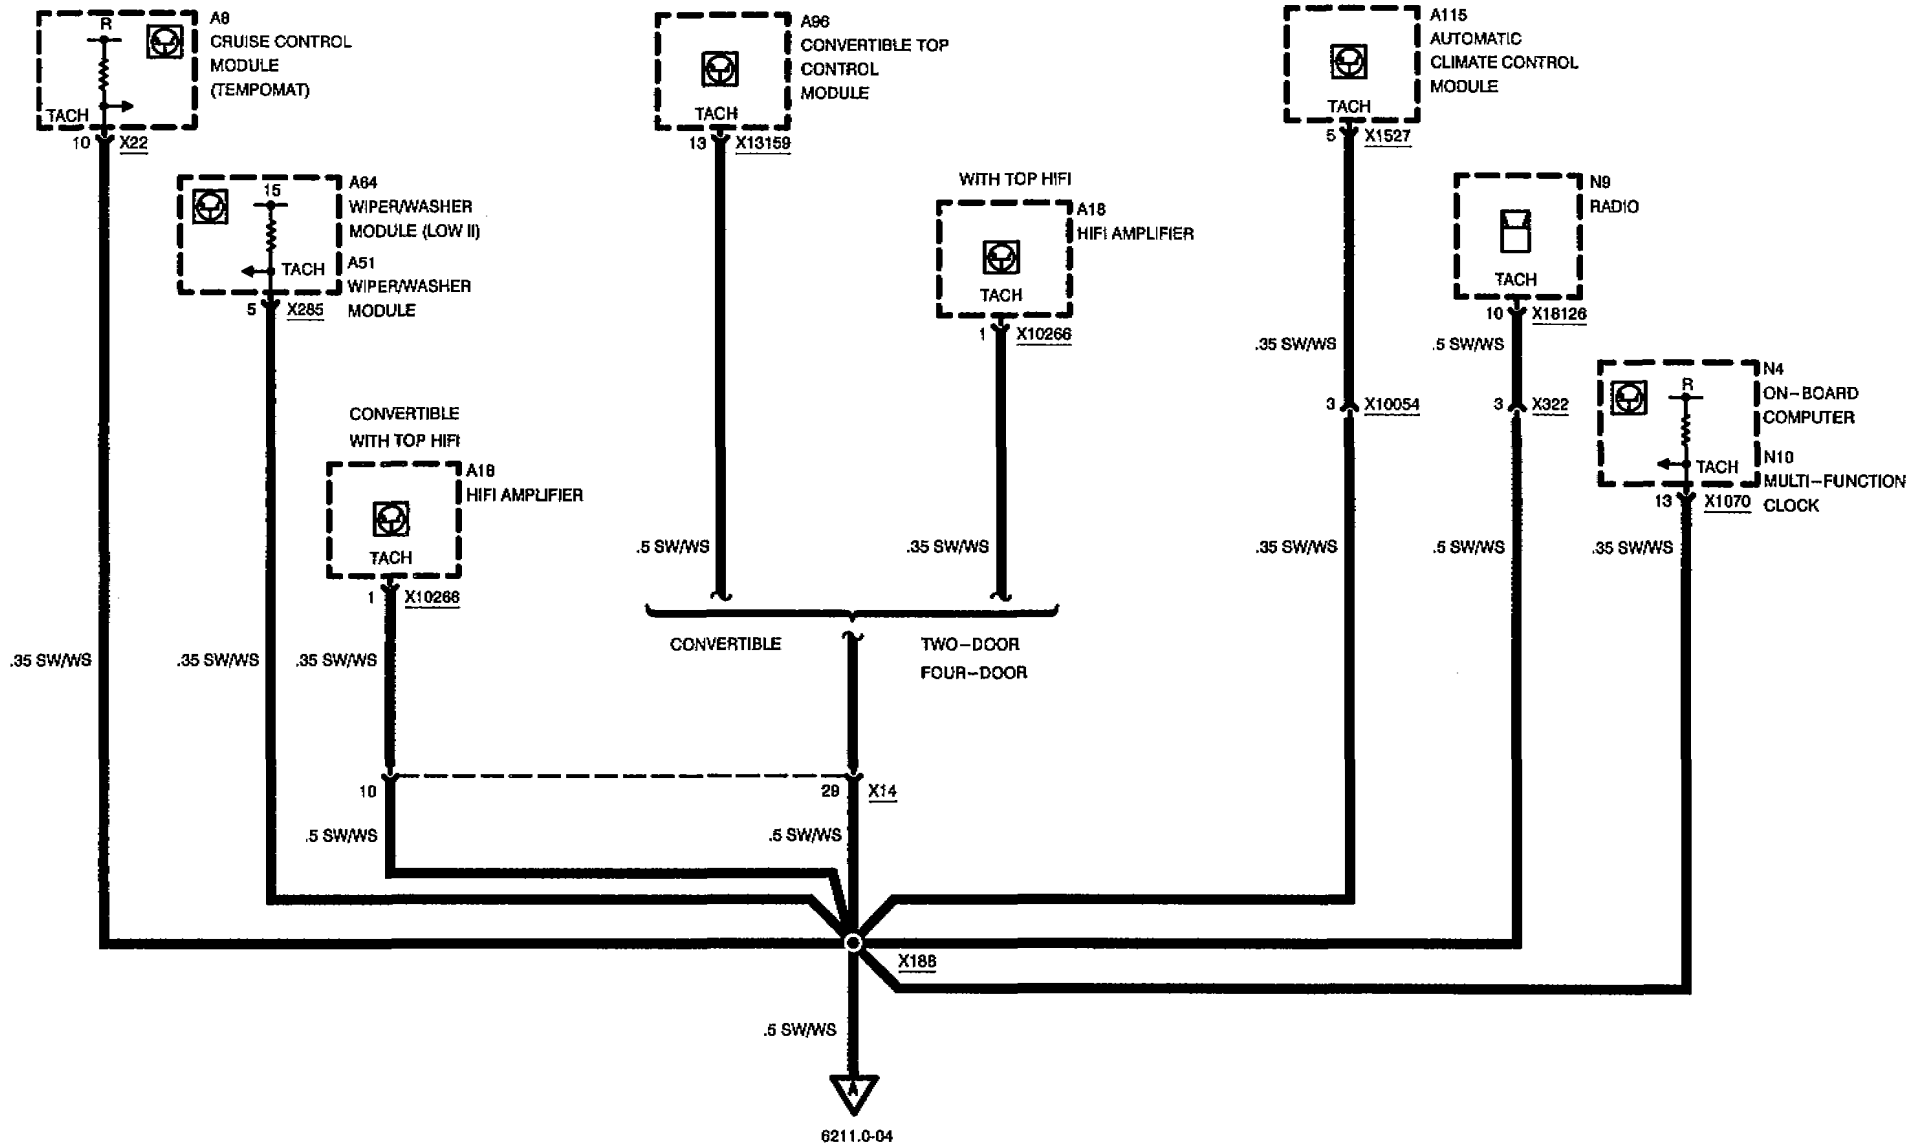 R
A8
CRUISE CONTROL
MODULE
(TEMPOMAT)
TACH
10
X22
15
A64
WIPER/WASHER
MODULE (LOW II)
A51
WIPER/WASHER
MODULE
TACH
5
X285
CONVERTIBLE
WITH TOP HIFI
A18
HIFI AMPLIFIER
TACH
1
X10266
A96
CONVERTIBLE TOP
CONTROL
MODULE
TACH
13
X13159
WITH TOP HIFI
A18
HIFI AMPLIFIER
TACH
1
X10266
A115
AUTOMATIC
CLIMATE CONTROL
MODULE
TACH
5
X1527
N9
RADIO
TACH
10
X18126
.35 SW/WS
.5 SW/WS
3
X10054
3
X322
R
N4
ON-BOARD
COMPUTER
N10
MULTI-FUNCTION
CLOCK
TACH
13
X1070
.5 SW/WS
.35 SW/WS
.35 SW/WS
.5 SW/WS
.35 SW/WS
CONVERTIBLE
TWO-DOOR
FOUR-DOOR
.35 SW/WS
.35 SW/WS
.35 SW/WS
10
29
X14
.5 SW/WS
.5 SW/WS
X188
.5 SW/WS
A
6211.0-04